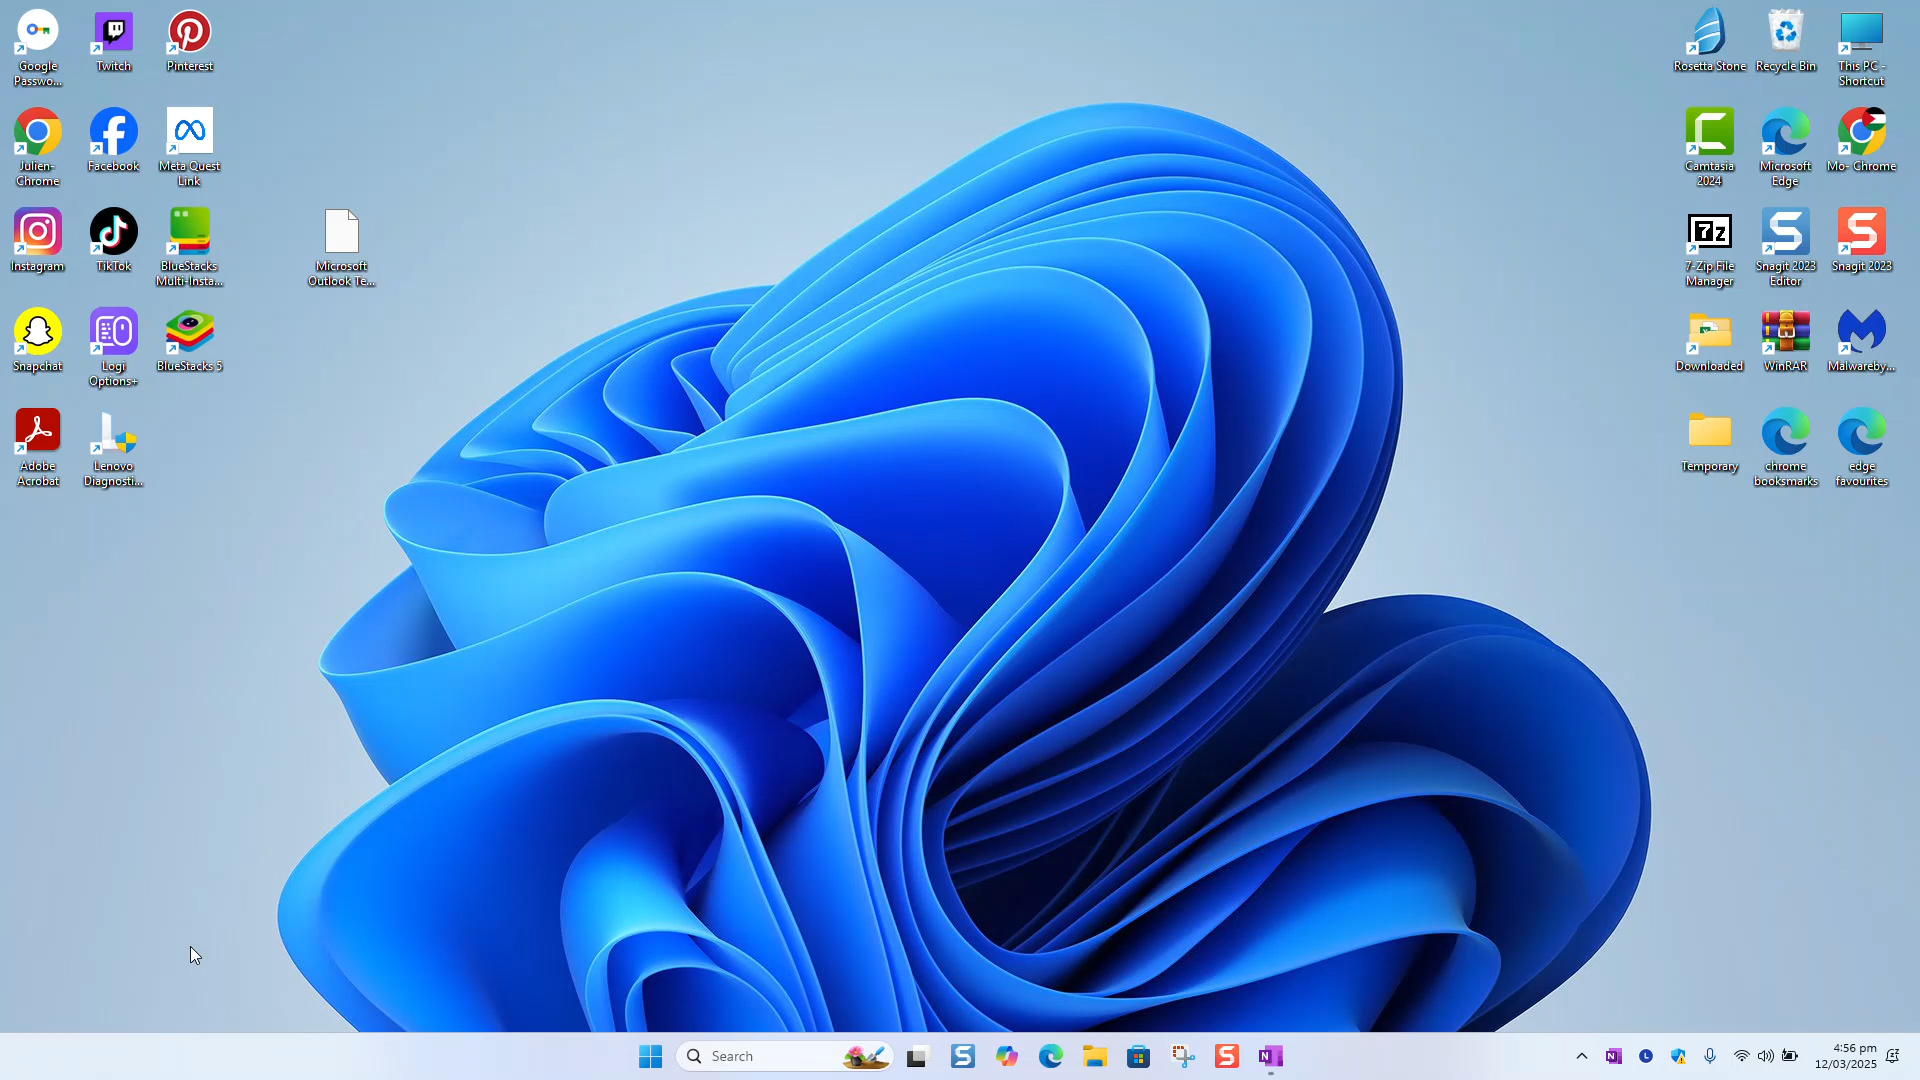 Google
Passwo...
Twitch
Pinterest
Julien-
Chrome
Facebook
Meta Quest
Link
Instagram
TikTok
BlueStacks
Multi-Insta...
Microsoft
Outlook Te...
Snapchat
Logi
Options+
BlueStacks 5
Adobe
Acrobat
Lenovo
Diagnosti...
Rosetta Stone
Recycle Bin
This PC -
Shortcut
Camtasia
2024
Microsoft
Edge
Mo- Chrome
7z
7-Zip File
Manager
Snagit 2023
Editor
Snagit 2023
Downloaded
WinRAR
Malwareby...
Temporary
chrome
booksmarks
edge
favourites
Search
4:56 pm
12/03/2025